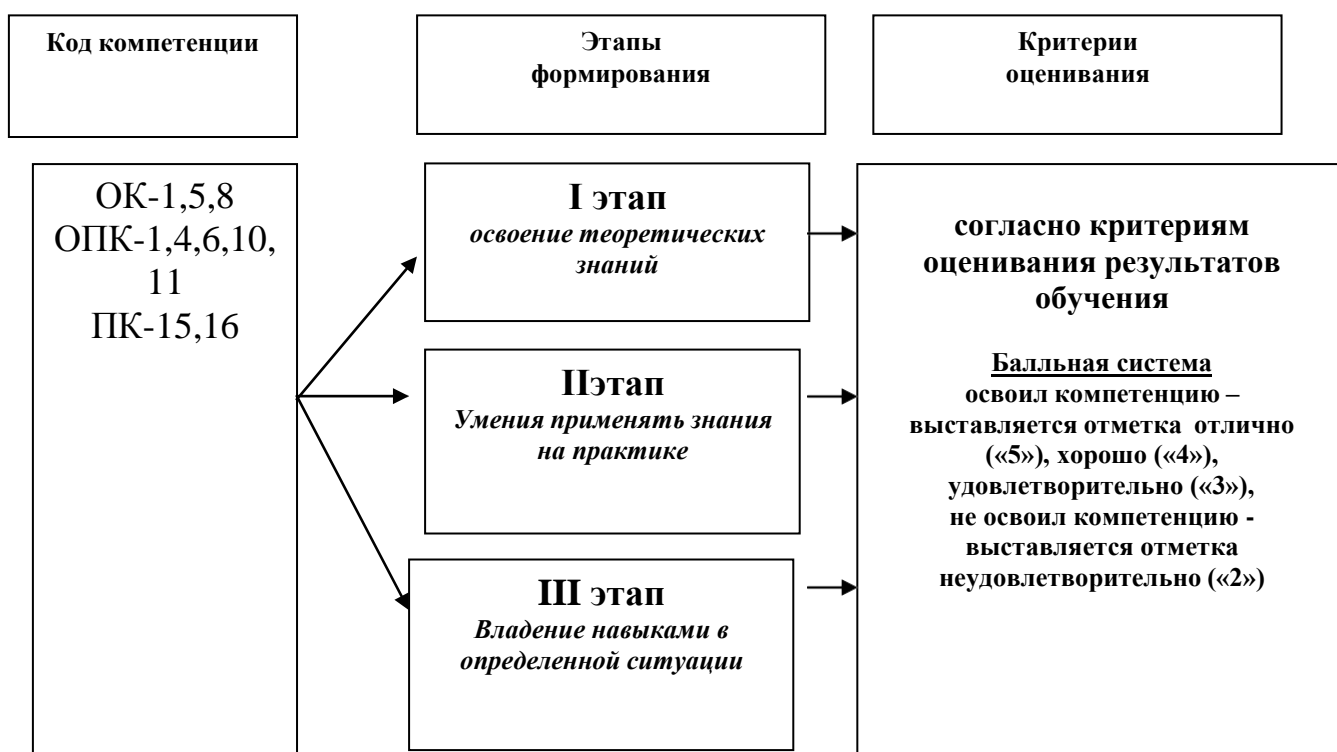 Код компетенции
Этапы
формирования
Критерии
оценивания
ОК-1,5,8
ОПК-1,4,6,10,
11
ПК-15,16
I этап
освоение теоретических
знаний
IIэтап
Умения применять знания
на практике
III этап
Владение навыками в
определенной ситуации
согласно критериям
оценивания результатов
обучения
Балльная система
освоил компетенцию –
выставляется отметка отлично
(«5»), хорошо («4»),
удовлетворительно («3»),
не освоил компетенцию -
выставляется отметка
неудовлетворительно («2»)